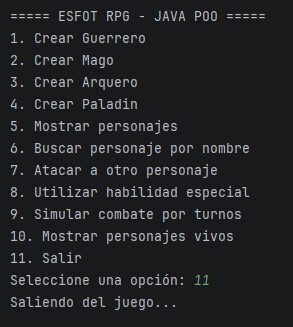 ===== ESFOT RPG - JAVA POO =====
1. Crear Guerrero
2. Crear Mago
3. Crear Arquero
4. Crear Paladin
5. Mostrar personajes
6. Buscar personaje por nombre
7. Atacar a otro personaje
8. Utilizar habilidad especial
9. Simular combate por turnos
10. Mostrar personajes vivos
11. Salir
Seleccione una opción: 11
Saliendo del juego...